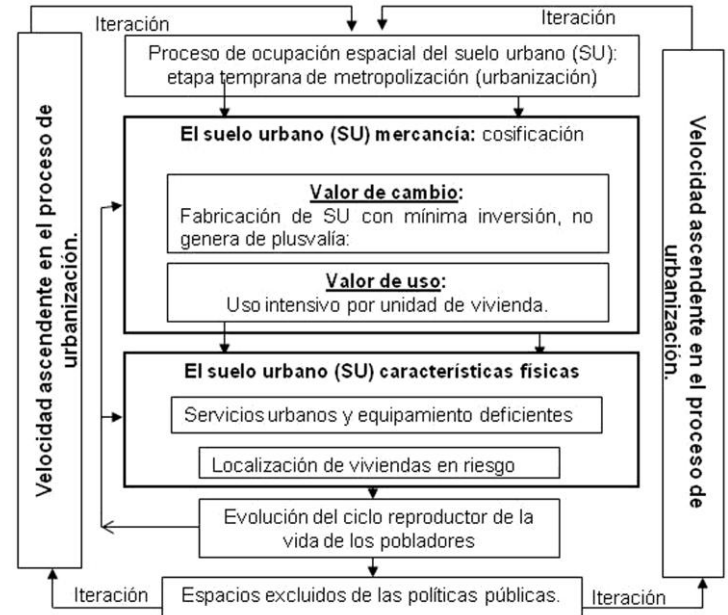 Iteración
Iteración
Proceso de ocupación espacial del suelo urbano (SU):
etapa temprana de metropolización (urbanización)
Velocidad ascendente en el proceso de
urbanización.
El suelo urbano (SU) mercancía: cosificación
Valor de cambio:
Fabricación de SU con mínima inversión, no
genera de plusvalía:
Valor de uso:
Uso intensivo por unidad de vivienda.
El suelo urbano (SU) características físicas
Servicios urbanos y equipamiento deficientes
Localización de viviendas en riesgo
Evolución del ciclo reproductor de la
vida de los pobladores
Velocidad ascendente en el proceso de
urbanización.
Iteración
Espacios excluidos de las políticas públicas.
Iteración